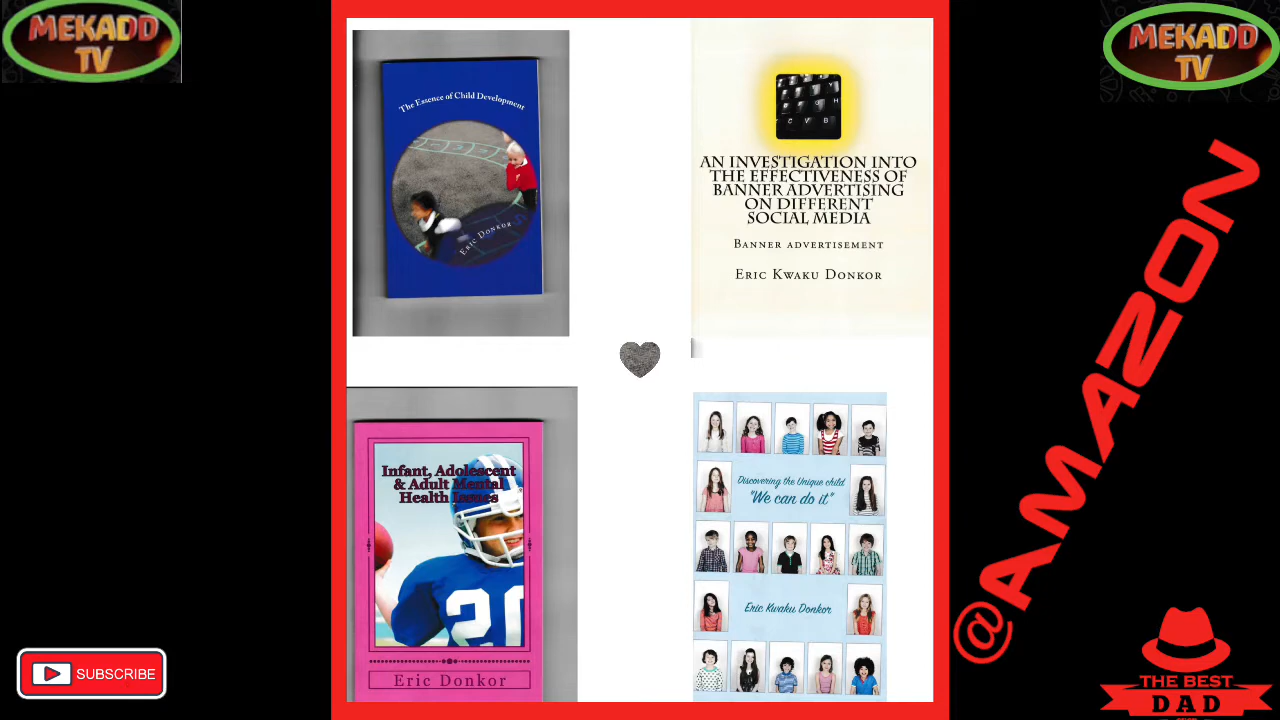 MEKADD
TV
MEKADD
TV
The Essence of Child Development
ERIC DONKOR
Y
G H
C V B
AN INVESTIGATION INTO
THE EFFECTIVENESS OF
BANNER ADVERTISING
ON DIFFERENT
SOCIAL MEDIA
BANNER ADVERTISEMENT
ERIC KWAKU DONKOR
Infant, Adolescent
& Adult Mental
Health Issues
20
Eric Donkor
Discovering the Unique child
"We can do it"
Eric Kwaku Donkor
@AMAZON
SUBSCRIBE
THE BEST
DAD